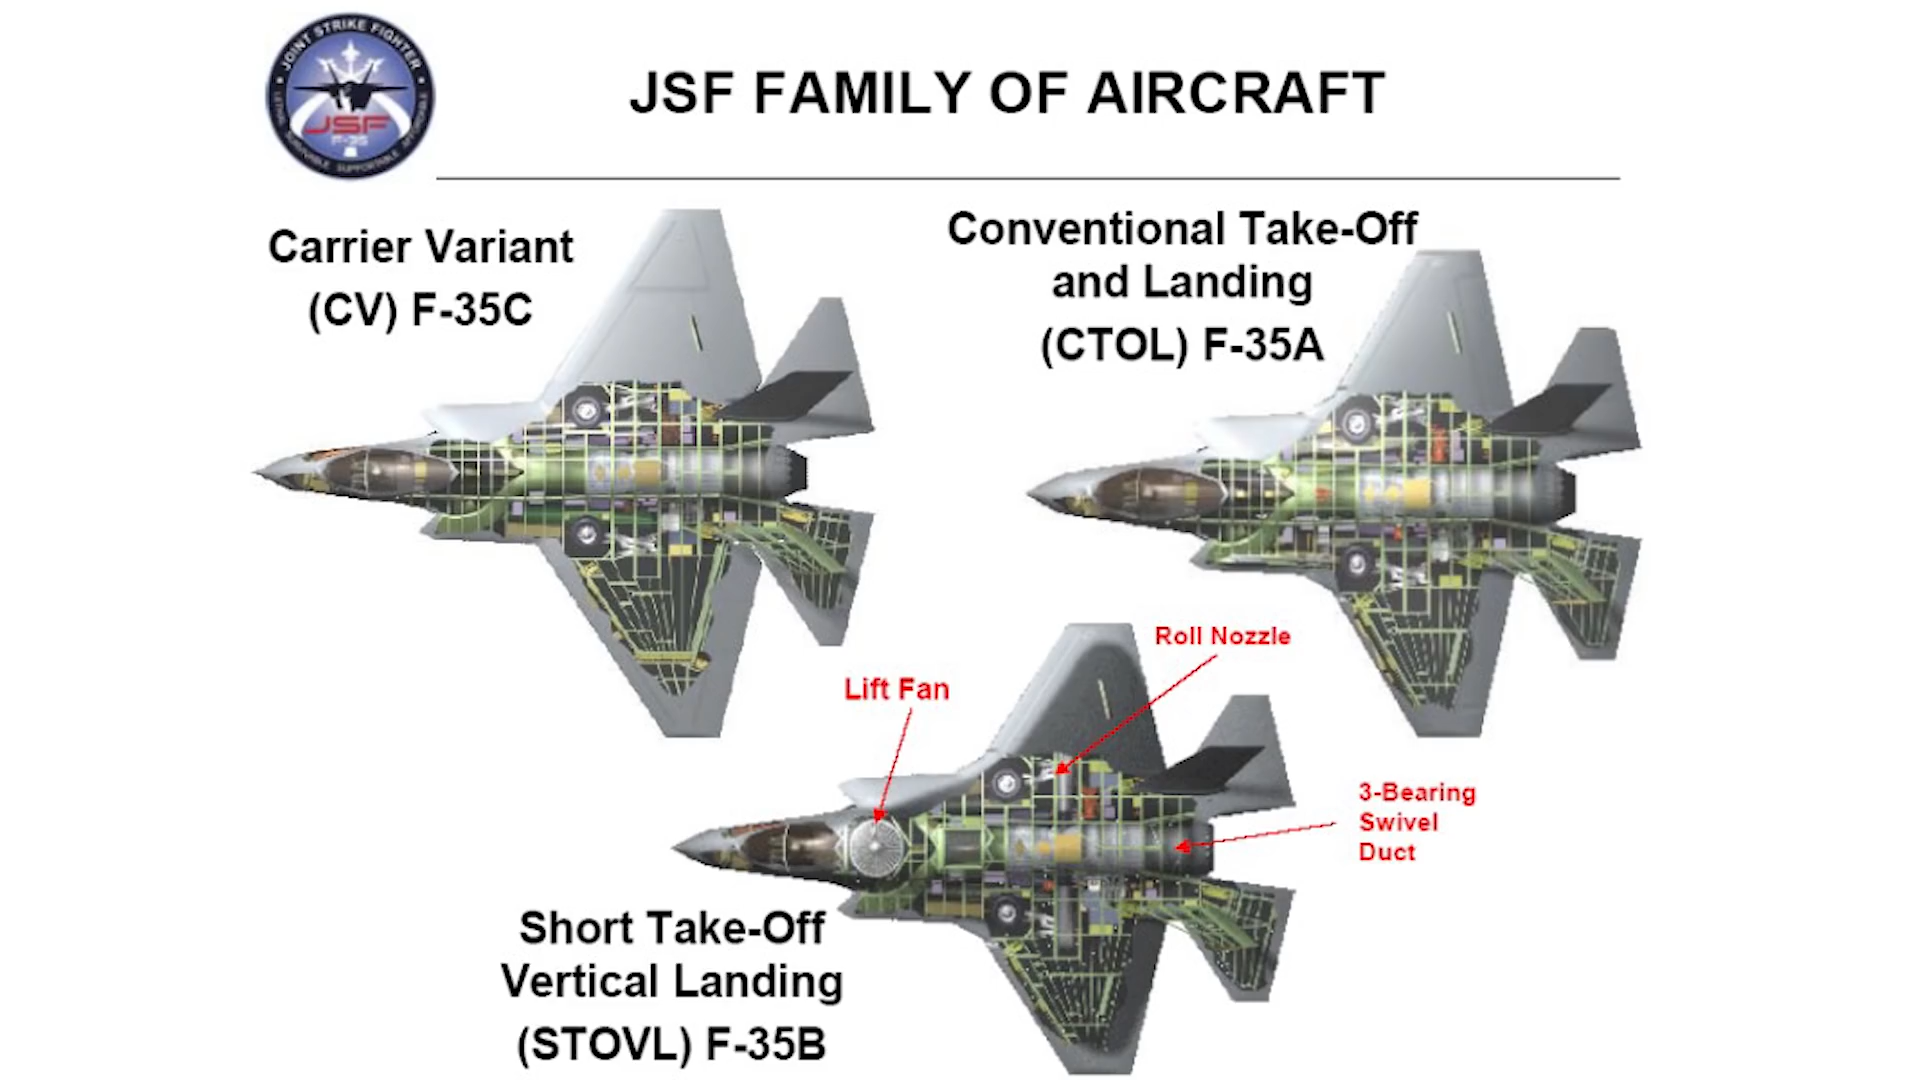 JOINT STRIKE FIGHTER
JSF
F-35
JSF FAMILY OF AIRCRAFT
Carrier Variant
(CV) F-35C
Conventional Take-Off
and Landing
(CTOL) F-35A
Roll Nozzle
Lift Fan
3-Bearing
Swivel
Duct
Short Take-Off
Vertical Landing
(STOVL) F-35B